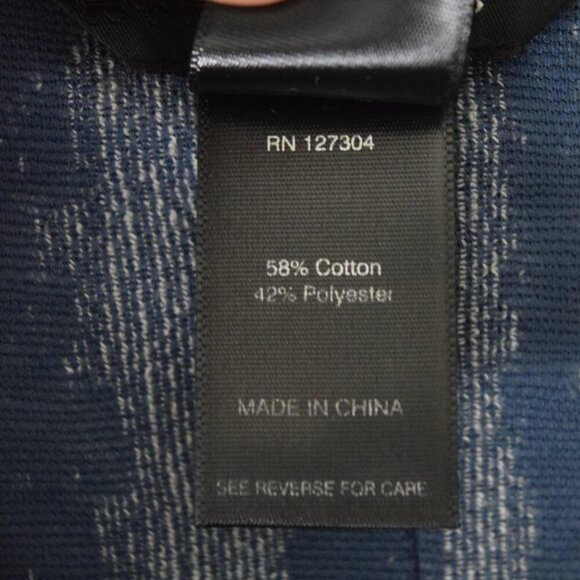 RN 127304
58% Cotton
42% Polyester
MADE IN CHINA
SEE REVERSE FOR CARE